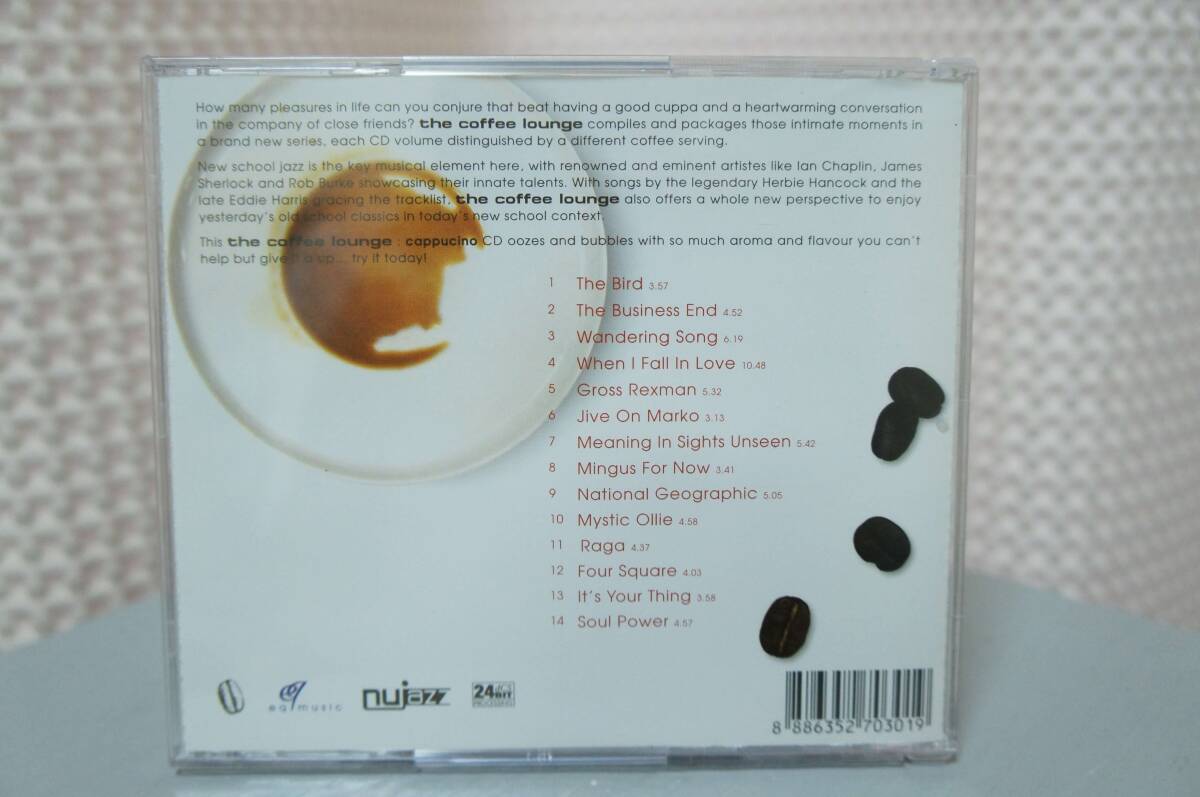 How many pleasures in life can you conjure that beat having a good cuppa and a heartwarming conversation
in the company of close friends? the coffee lounge compiles and packages those intimate moments in
a brand new series, each CD volume distinguished by a different coffee serving.
New school jazz is the key musical element here, with renowned and eminent artistes like Ian Chaplin, James
Sherlock and Rob Burke showcasing their innate talents. With songs by the legendary Herbie Hancock and the
late Eddie Harris gracing the tracklist, the coffee lounge also offers a whole new perspective to enjoy
yesterday's old school classics in today's new school context.
This the coffee lounge : cappucino CD oozes and bubbles with so much aroma and flavour you can't
help but give it a up... try it today!
1 The Bird 3.57
2 The Business End 4.52
3 Wandering Song 6.19
4 When I Fall In Love 10.48
5 Gross Rexman 5.32
6 Jive On Marko 3.13
7 Meaning In Sights Unseen 5.42
8 Mingus For Now 3.41
9 National Geographic 5.05
10 Mystic Ollie 4.58
11 Raga 4.37
12 Four Square 4.03
13 It's Your Thing 3.58
14 Soul Power 4.57
eq music
nujazz
24 BIT
PROCESSING
8 886352 703019